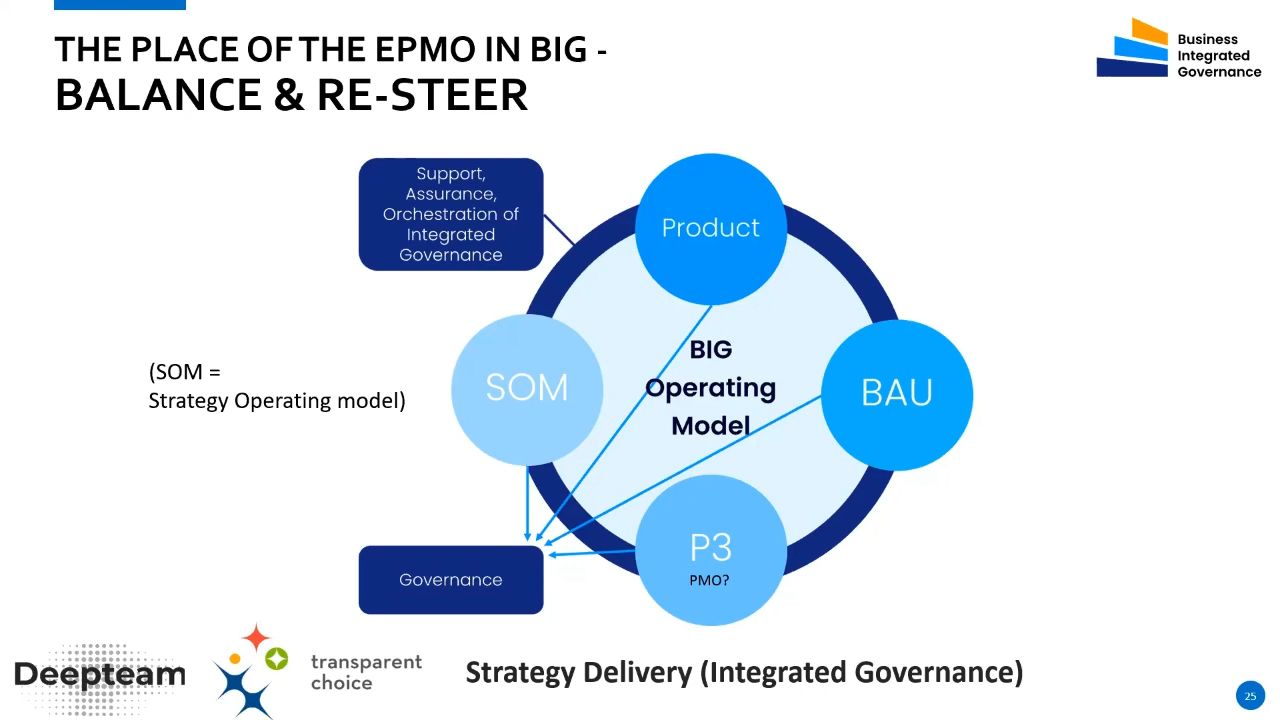 THE PLACE OF THE EPMO IN BIG -
BALANCE & RE-STEER
Business
Integrated
Governance
Support,
Assurance,
Orchestration of
Integrated
Governance
Product
(SOM =
Strategy Operating model)
SOM
BIG
Operating
Model
BAU
P3
PMO?
Governance
Deepteam
transparent
choice
Strategy Delivery (Integrated Governance)
25